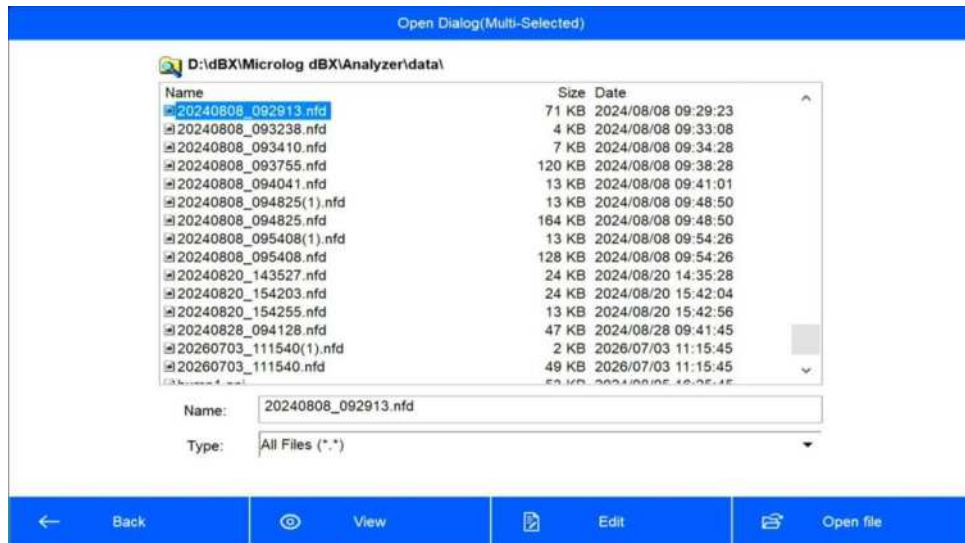 Open Dialog(Multi-Selected)
D:\dBX\Microlog dBX\Analyzer\data\
Name Size Date
20240808_092913.nfd 71 KB 2024/08/08 09:29:23
20240808_093238.nfd 4 KB 2024/08/08 09:33:08
20240808_093410.nfd 7 KB 2024/08/08 09:34:28
20240808_093755.nfd 120 KB 2024/08/08 09:38:28
20240808_094041.nfd 13 KB 2024/08/08 09:41:01
20240808_094825(1).nfd 13 KB 2024/08/08 09:48:50
20240808_094825.nfd 164 KB 2024/08/08 09:48:50
20240808_095408(1).nfd 13 KB 2024/08/08 09:54:26
20240808_095408.nfd 128 KB 2024/08/08 09:54:26
20240820_143527.nfd 24 KB 2024/08/20 14:35:28
20240820_154203.nfd 24 KB 2024/08/20 15:42:04
20240820_154255.nfd 13 KB 2024/08/20 15:42:56
20240828_094128.nfd 47 KB 2024/08/28 09:41:45
20260703_111540(1).nfd 2 KB 2026/07/03 11:15:45
20260703_111540.nfd 49 KB 2026/07/03 11:15:45
Name: 20240808_092913.nfd
Type: All Files (*.*)
Back View Edit Open file